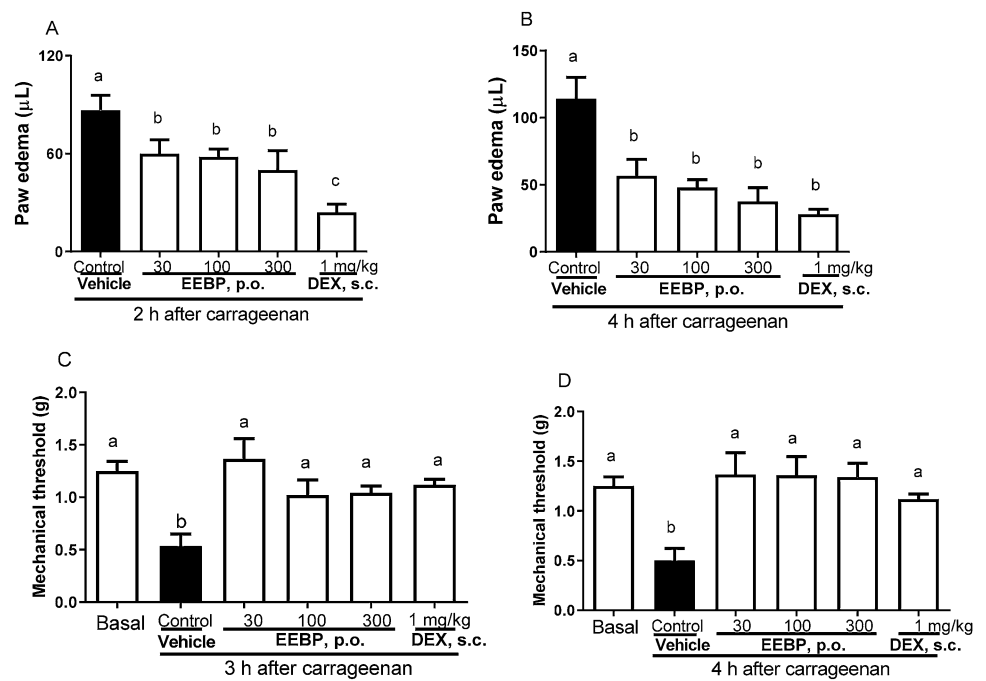 A
Paw edema (µL)
120
60
0
a
b
b
b
c
Control
30
100
300
1 mg/kg
Vehicle
EEBP, p.o.
DEX, s.c.
2 h after carrageenan
B
Paw edema (µL)
150
100
50
0
a
b
b
b
b
Control
30
100
300
1 mg/kg
Vehicle
EEBP, p.o.
DEX, s.c.
4 h after carrageenan
C
Mechanical threshold (g)
2.0
1.5
1.0
0.5
0.0
a
b
a
a
a
a
Basal
Control
30
100
300
1 mg/kg
Vehicle
EEBP, p.o.
DEX, s.c.
3 h after carrageenan
D
Mechanical threshold (g)
2.0
1.5
1.0
0.5
0.0
a
b
a
a
a
a
Basal
Control
30
100
300
1 mg/kg
Vehicle
EEBP, p.o.
DEX, s.c.
4 h after carrageenan